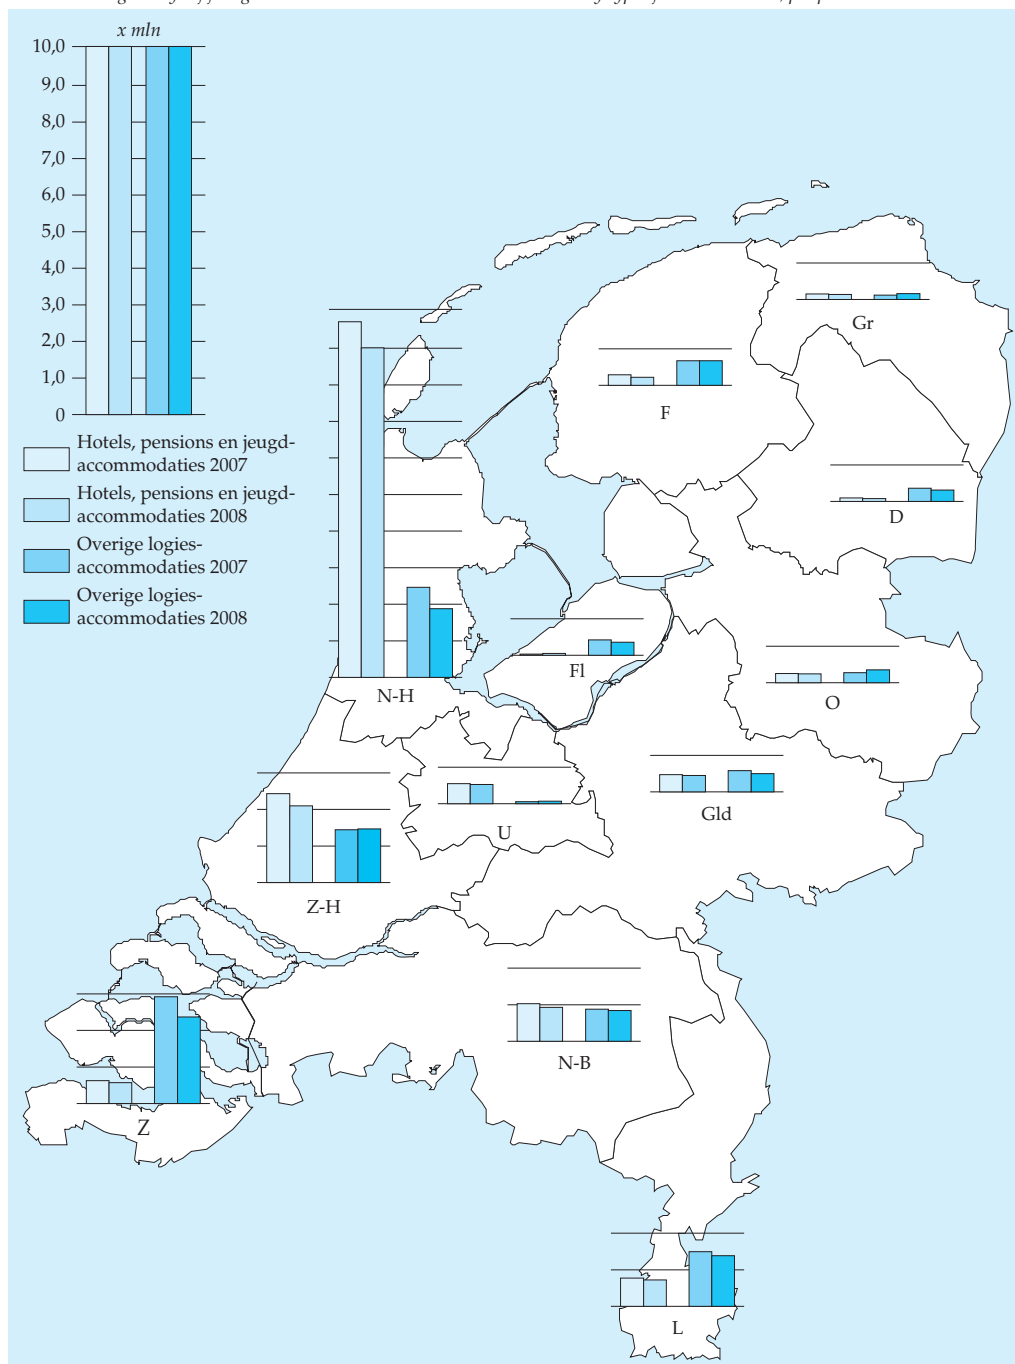 x mln
10,0
9,0
8,0
7,0
6,0
5,0
4,0
3,0
2,0
1,0
0
Hotels, pensions en jeugd-
accommodaties 2007
Hotels, pensions en jeugd-
accommodaties 2008
Overige logies-
accommodaties 2007
Overige logies-
accommodaties 2008
Gr
F
D
Fl
O
N-H
Gld
U
Z-H
N-B
Z
L